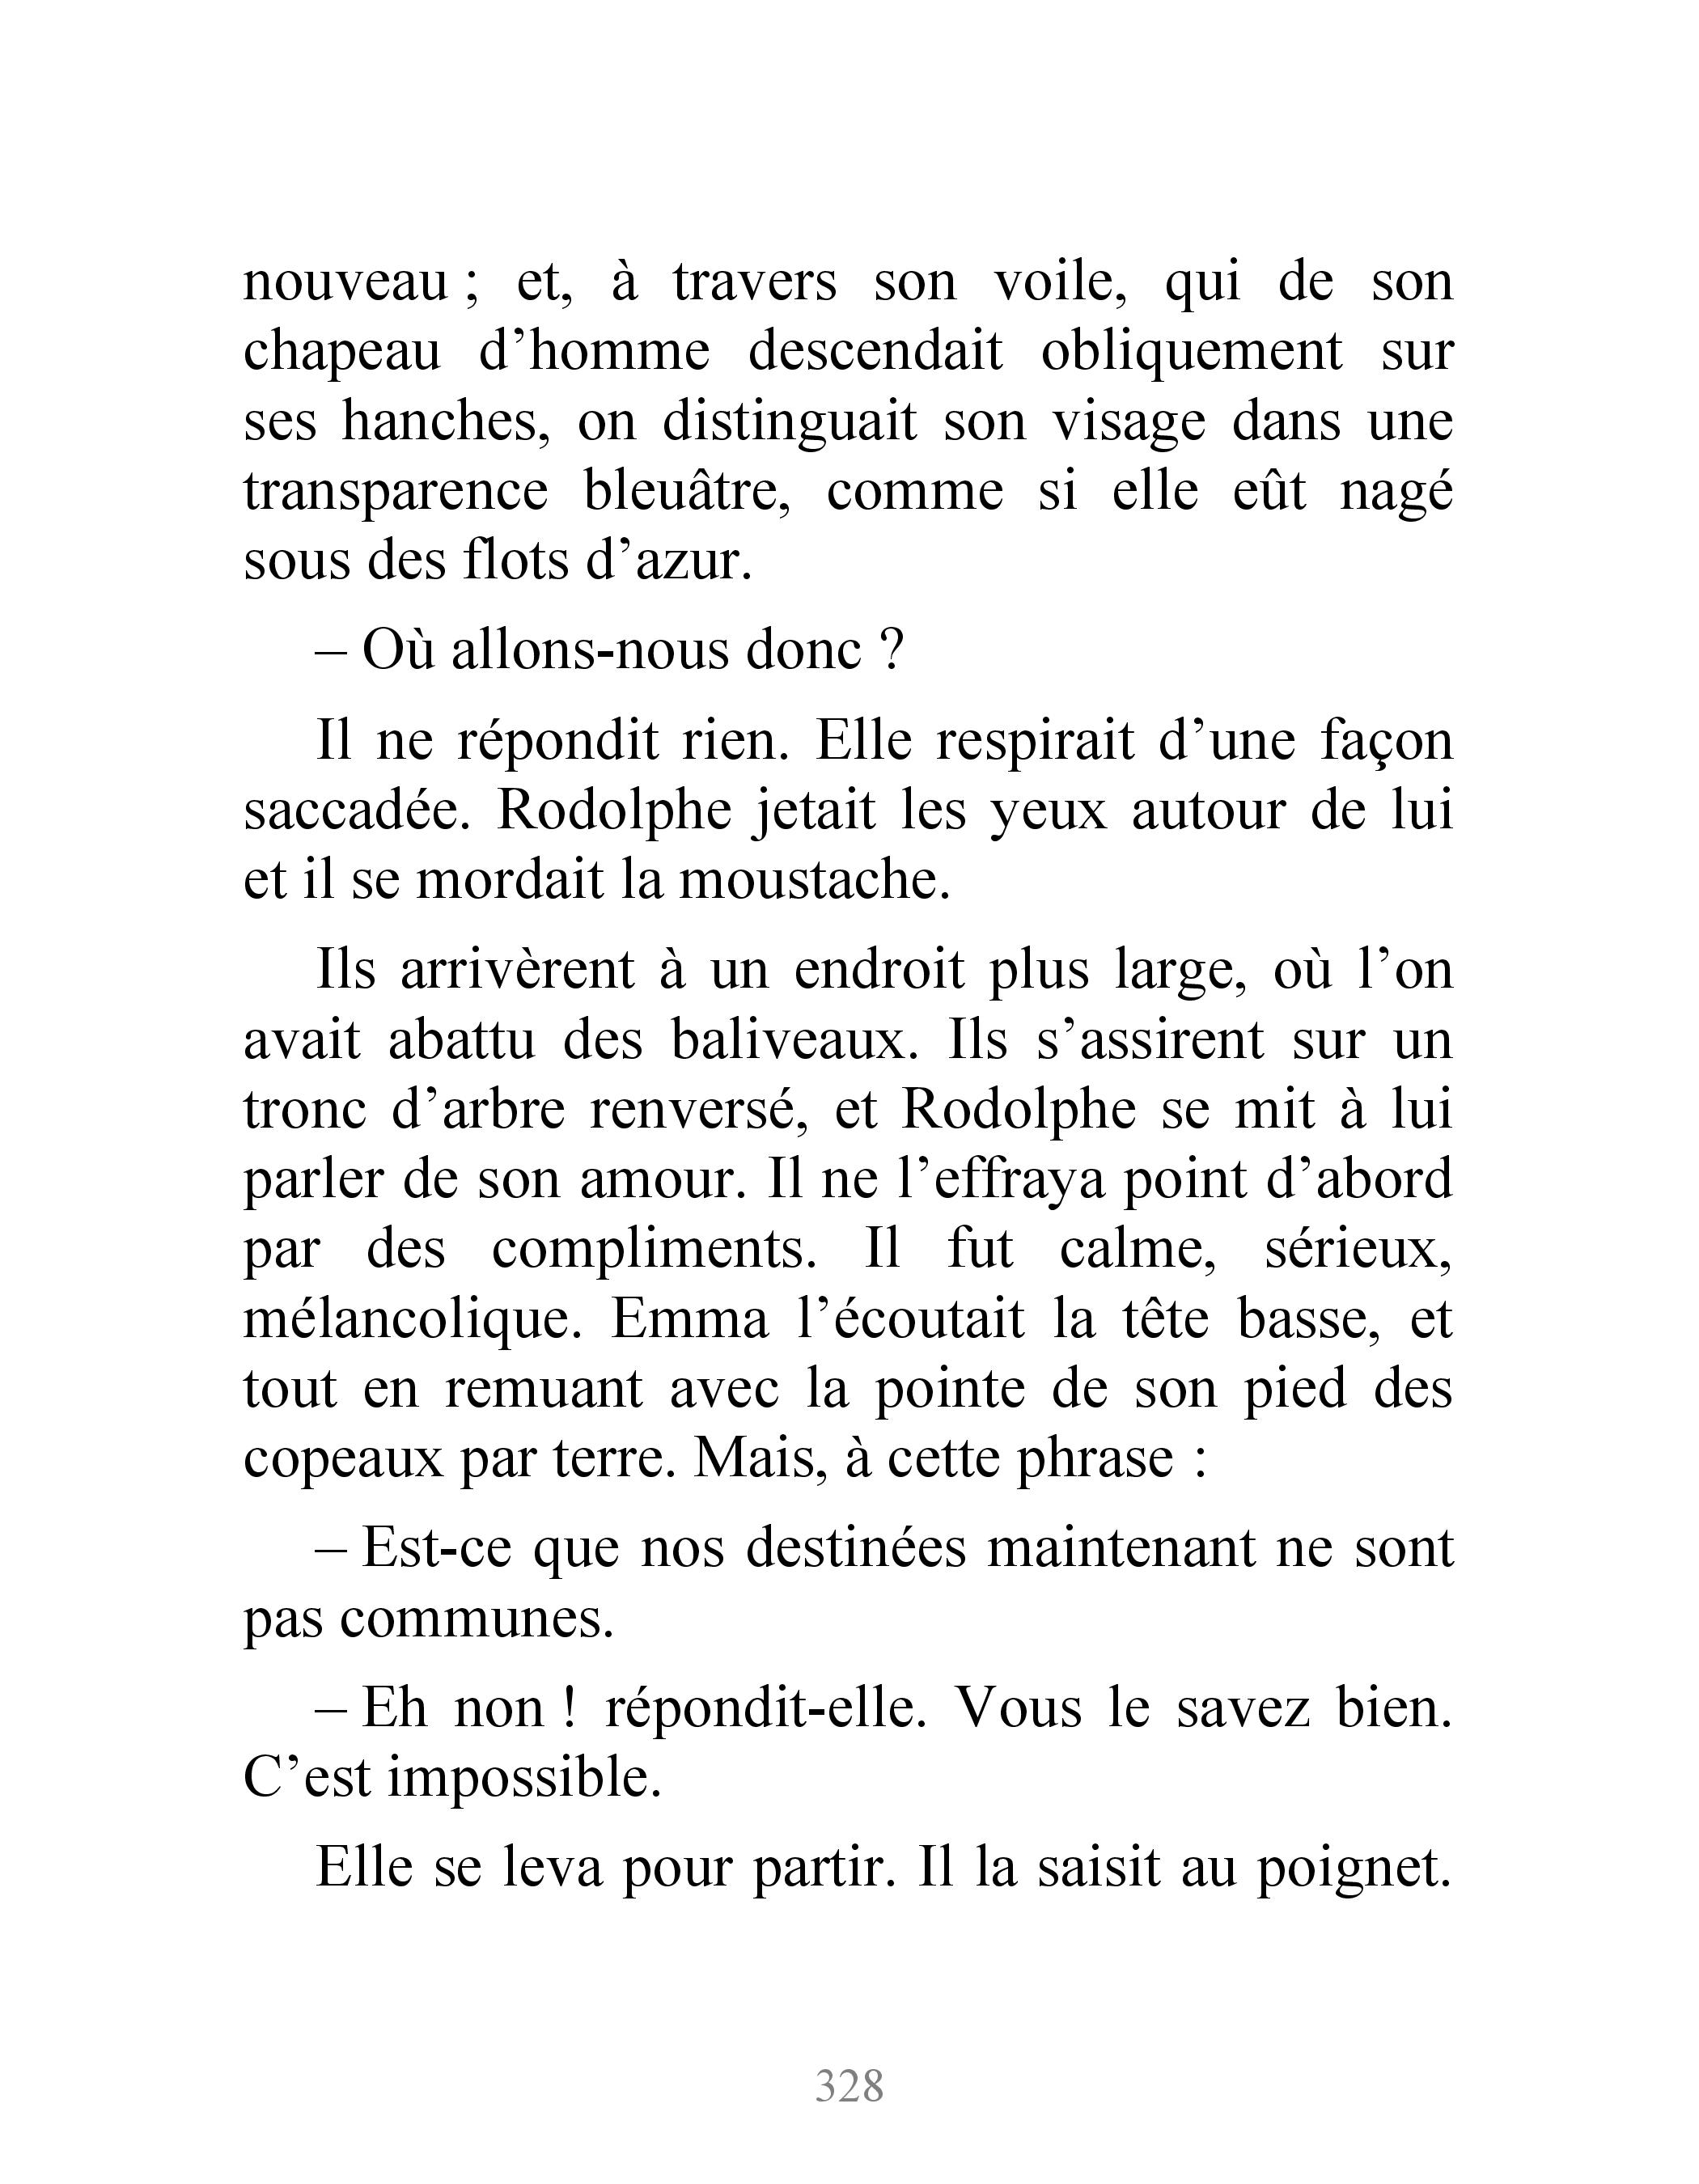 nouveau ; et, à travers son voile, qui de son
chapeau d’homme descendait obliquement sur
ses hanches, on distinguait son visage dans une
transparence bleuâtre, comme si elle eût nagé
sous des flots d’azur.
– Où allons-nous donc ?
Il ne répondit rien. Elle respirait d’une façon
saccadée. Rodolphe jetait les yeux autour de lui
et il se mordait la moustache.
Ils arrivèrent à un endroit plus large, où l’on
avait abattu des baliveaux. Ils s’assirent sur un
tronc d’arbre renversé, et Rodolphe se mit à lui
parler de son amour. Il ne l’effraya point d’abord
par des compliments. Il fut calme, sérieux,
mélancolique. Emma l’écoutait la tête basse, et
tout en remuant avec la pointe de son pied des
copeaux par terre. Mais, à cette phrase :
– Est-ce que nos destinées maintenant ne sont
pas communes.
– Eh non ! répondit-elle. Vous le savez bien.
C’est impossible.
Elle se leva pour partir. Il la saisit au poignet.
328